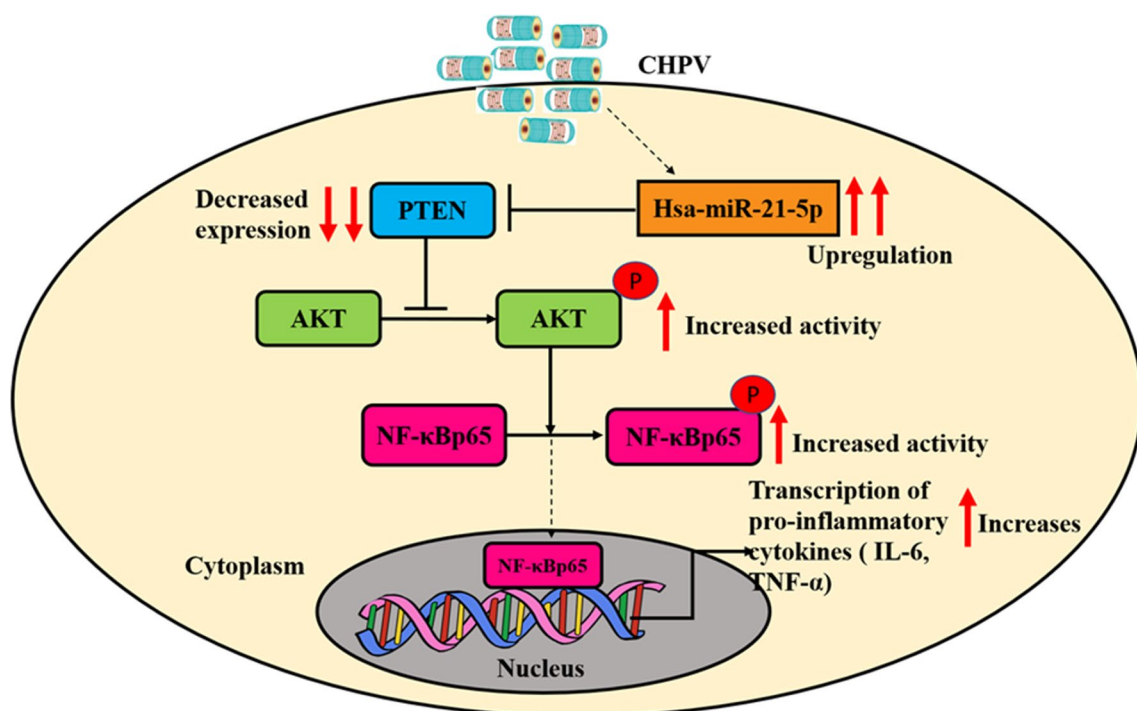 CHPV
Decreased
expression
PTEN
Hsa-miR-21-5p
Upregulation
P
AKT
AKT
Increased activity
P
NF-κBp65
NF-κBp65
Increased activity
Transcription of
pro-inflammatory
cytokines ( IL-6,
TNF-α)
Increases
Cytoplasm
NF-κBp65
Nucleus